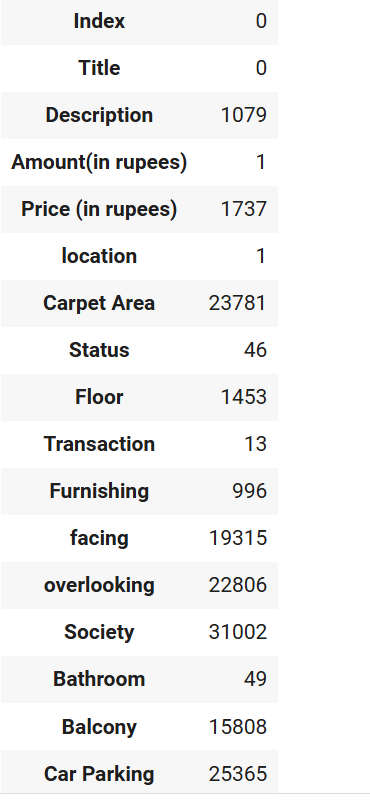 Index 0
Title 0
Description 1079
Amount(in rupees) 1
Price (in rupees) 1737
location 1
Carpet Area 23781
Status 46
Floor 1453
Transaction 13
Furnishing 996
facing 19315
overlooking 22806
Society 31002
Bathroom 49
Balcony 15808
Car Parking 25365